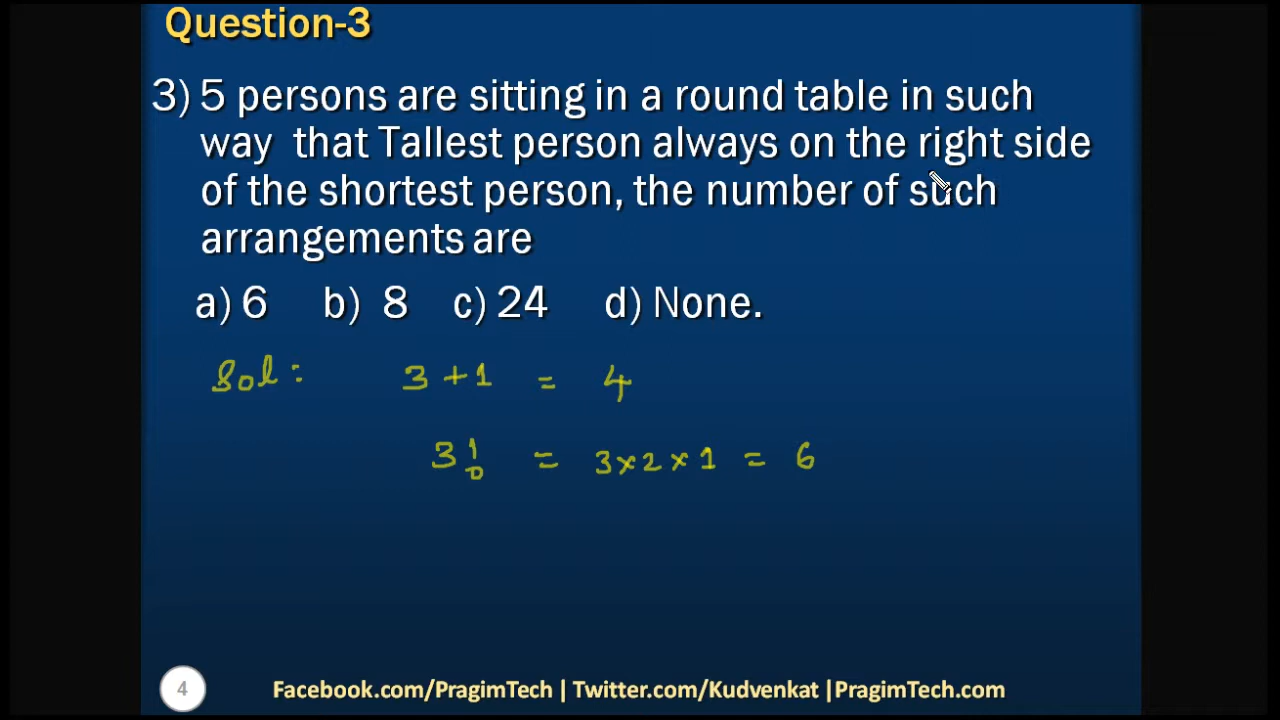 Question-3
3) 5 persons are sitting in a round table in such
way that Tallest person always on the right side
of the shortest person, the number of such
arrangements are
a) 6 b) 8 c) 24 d) None.
Sol: 3 + 1 = 4
3! = 3x2x1 = 6
4 Facebook.com/PragimTech | Twitter.com/Kudvenkat |PragimTech.com